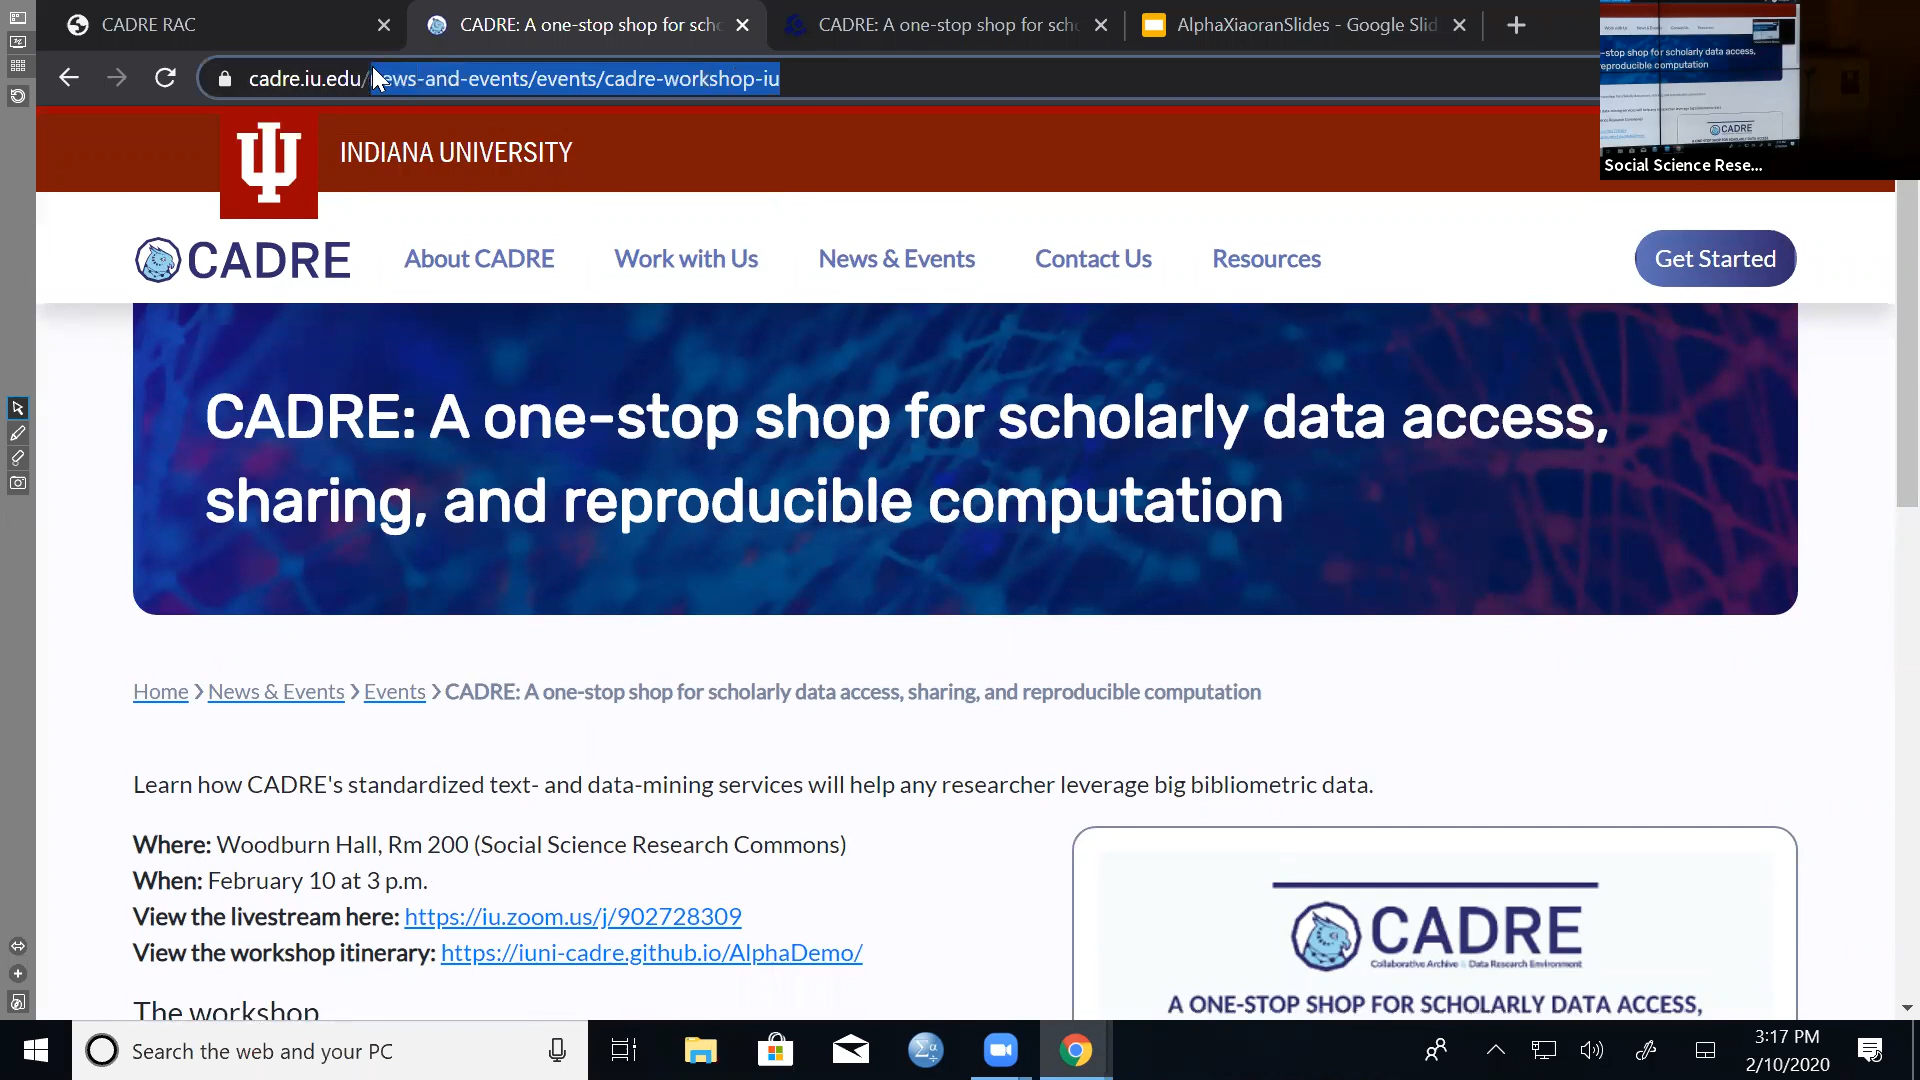 CADRE RAC
CADRE: A one-stop shop for scho
CADRE: A one-stop shop for scho
AlphaXiaoranSlides - Google Slid
cadre.iu.edu/news-and-events/events/cadre-workshop-iu
Social Science Rese...
INDIANA UNIVERSITY
CADRE
About CADRE
Work with Us
News & Events
Contact Us
Resources
Get Started
CADRE: A one-stop shop for scholarly data access,
sharing, and reproducible computation
Home > News & Events > Events > CADRE: A one-stop shop for scholarly data access, sharing, and reproducible computation
Learn how CADRE's standardized text- and data-mining services will help any researcher leverage big bibliometric data.
Where: Woodburn Hall, Rm 200 (Social Science Research Commons)
When: February 10 at 3 p.m.
View the livestream here: https://iu.zoom.us/j/902728309
View the workshop itinerary: https://iuni-cadre.github.io/AlphaDemo/
The workshop
CADRE
Collaborative Archive & Data Research Environment
A ONE-STOP SHOP FOR SCHOLARLY DATA ACCESS,
Search the web and your PC
3:17 PM
2/10/2020